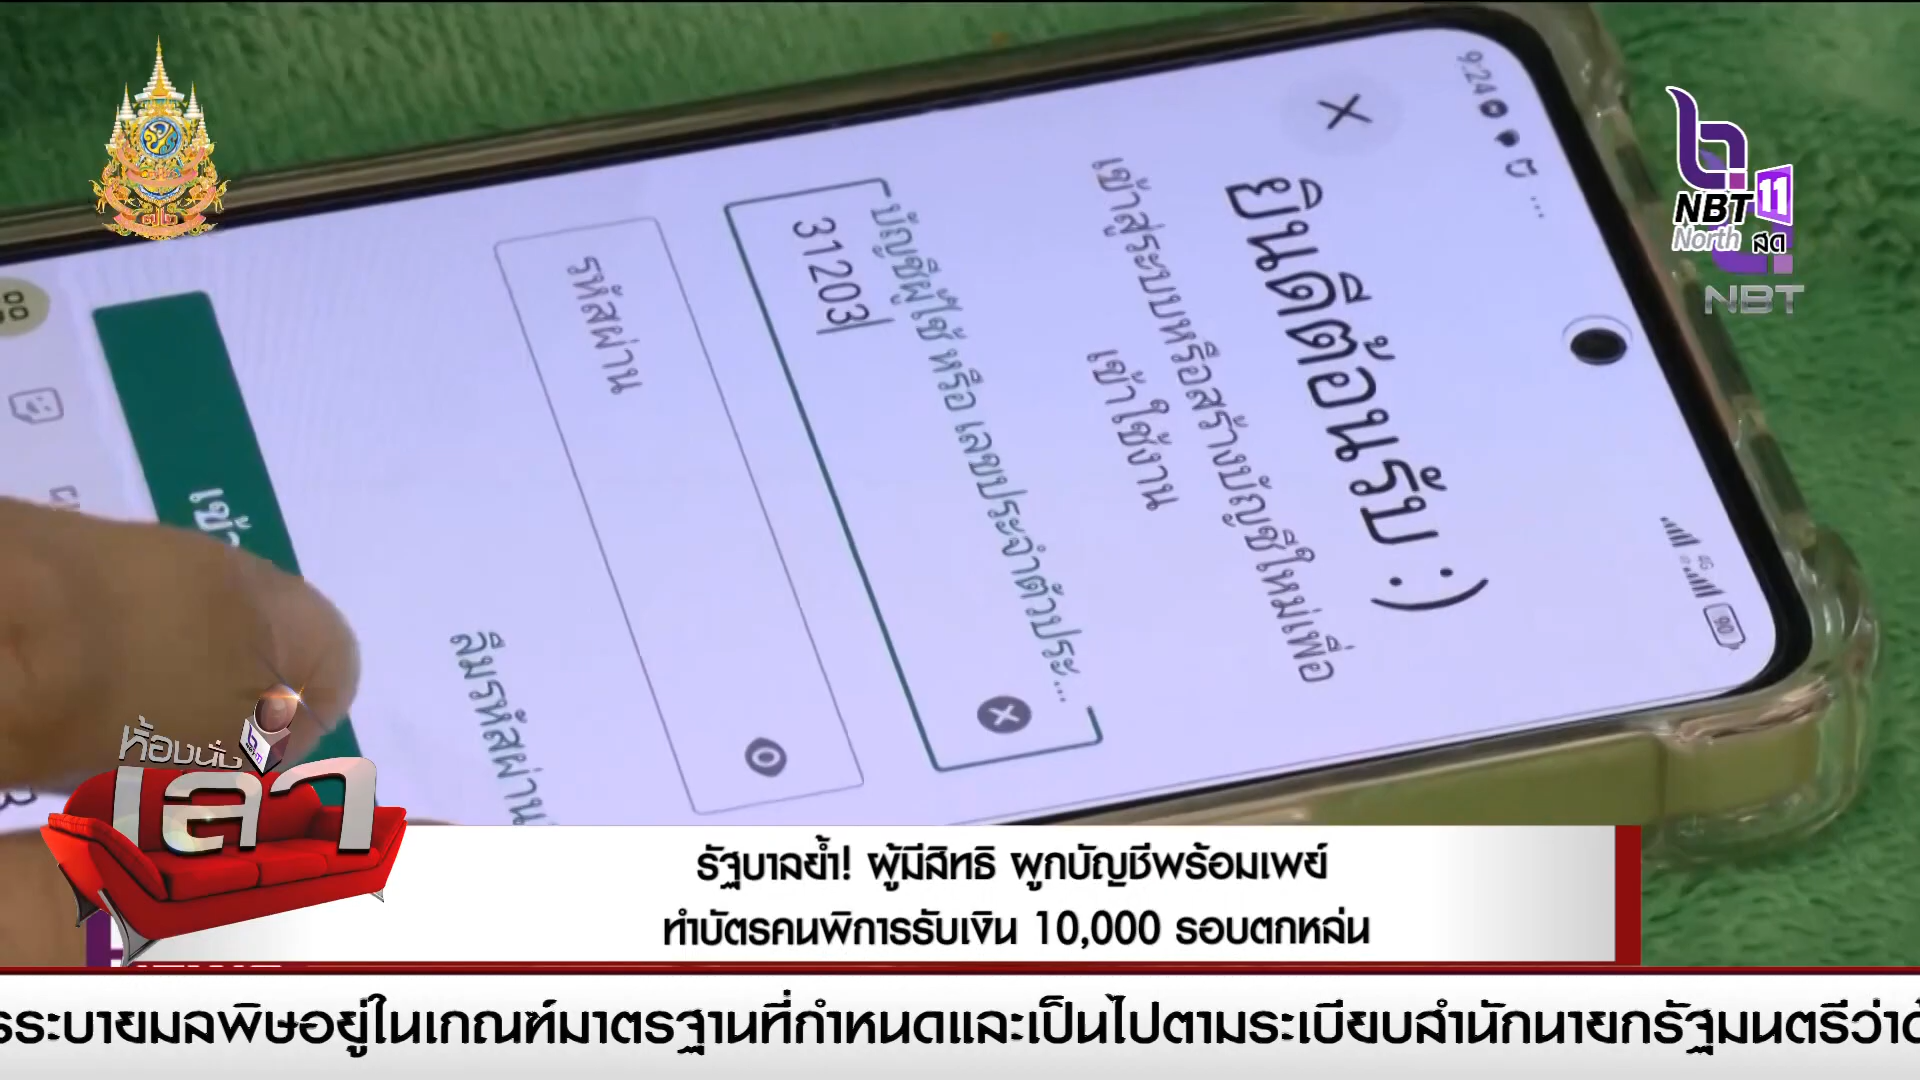 9:24
4G
90
ยินดีต้อนรับ :)
เข้าสู่ระบบหรือสร้างบัญชีใหม่เพื่อ
เข้าใช้งาน
บัญชีผู้ใช้ หรือ เลขประจำตัวประ...
31203
รหัสผ่าน
ลืมรหัสผ่าน
NBT 11
North สด
NBT
ห้องนั่ง
เล่า
รัฐบาลย้ำ! ผู้มีสิทธิ ผูกบัญชีพร้อมเพย์
ทำบัตรคนพิการรับเงิน 10,000 รอบตกหล่น
ระบายมลพิษอยู่ในเกณฑ์มาตรฐานที่กำหนดและเป็นไปตามระเบียบสำนักนายกรัฐมนตรีว่า